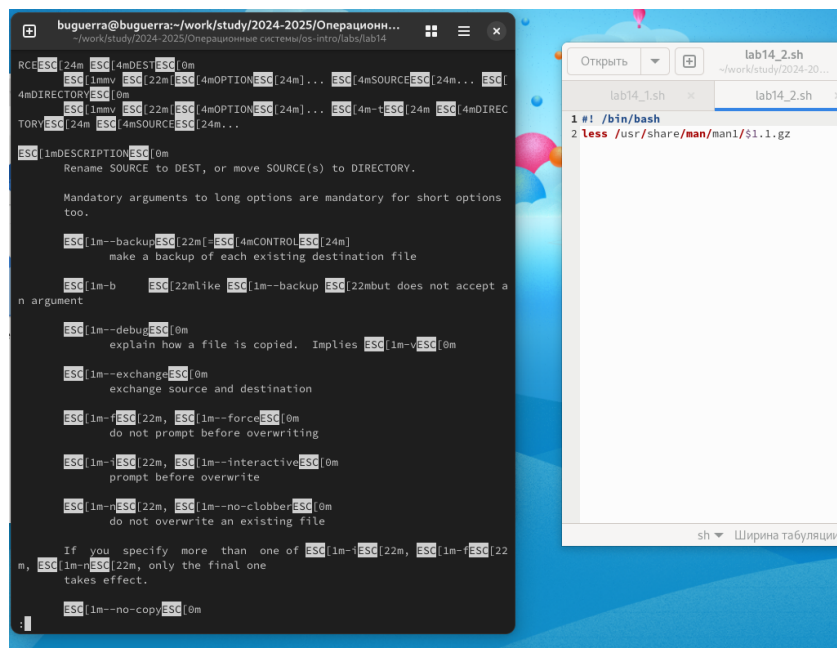 buguerra@buguerra:~/work/study/2024-2025/Операционн...
~/work/study/2024-2025/Операционные системы/os-intro/labs/lab14
RCEESC[24m ESC[4mDESTESC[0m
ESC[1mmv ESC[22m[ESC[4mOPTIONESC[24m]... ESC[4mSOURCEESC[24m... ESC[
4mDIRECTORYESC[0m
ESC[1mmv ESC[22m[ESC[4mOPTIONESC[24m]... ESC[4m-tESC[24m ESC[4mDIREC
TORYESC[24m ESC[4mSOURCEESC[24m...
ESC[1mDESCRIPTIONESC[0m
Rename SOURCE to DEST, or move SOURCE(s) to DIRECTORY.
Mandatory arguments to long options are mandatory for short options
too.
ESC[1m--backupESC[22m[=ESC[4mCONTROLESC[24m]
make a backup of each existing destination file
ESC[1m-b     ESC[22mlike ESC[1m--backup ESC[22mbut does not accept a
n argument
ESC[1m--debugESC[0m
explain how a file is copied.  Implies ESC[1m-vESC[0m
ESC[1m--exchangeESC[0m
exchange source and destination
ESC[1m-fESC[22m, ESC[1m--forceESC[0m
do not prompt before overwriting
ESC[1m-iESC[22m, ESC[1m--interactiveESC[0m
prompt before overwrite
ESC[1m-nESC[22m, ESC[1m--no-clobberESC[0m
do not overwrite an existing file
If  you  specify  more  than  one of ESC[1m-iESC[22m, ESC[1m-fESC[22
m, ESC[1m-nESC[22m, only the final one
takes effect.
ESC[1m--no-copyESC[0m
:
Открыть
lab14_2.sh
~/work/study/2024-20...
lab14_1.sh ×
lab14_2.sh
1 #! /bin/bash
2 less /usr/share/man/man1/$1.1.gz
sh
Ширина табуляции